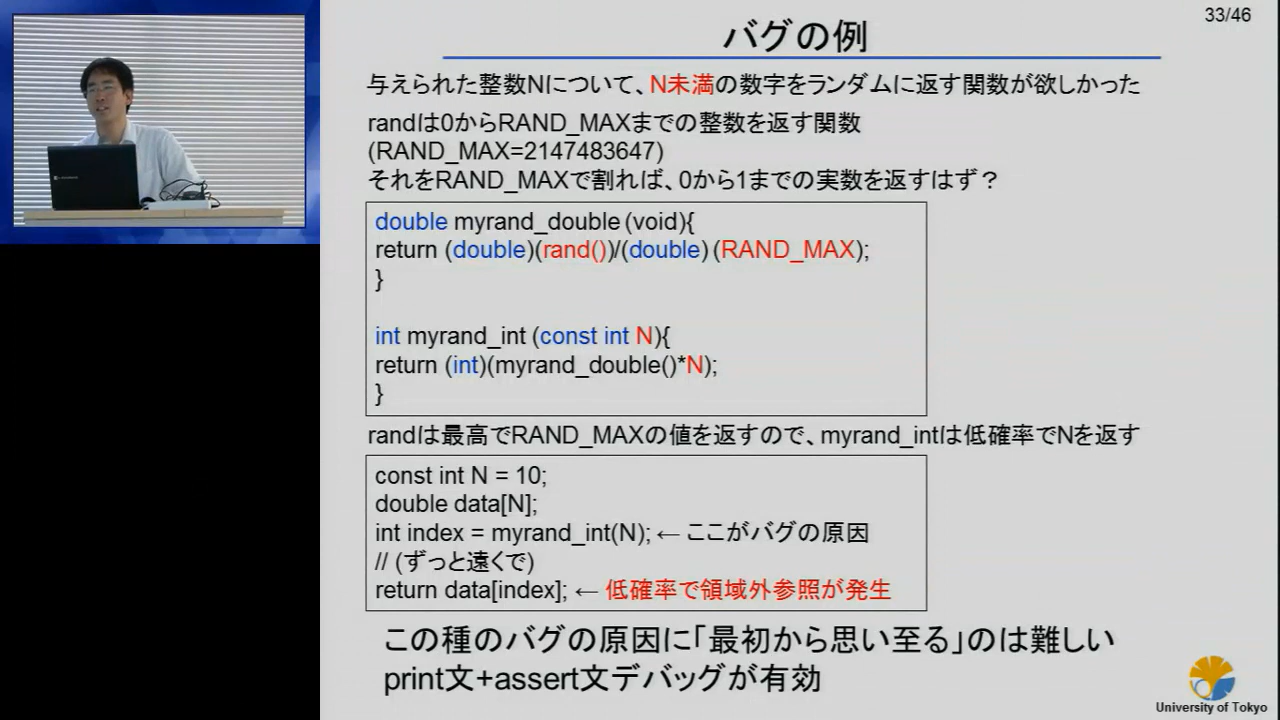 33/46
バグの例
与えられた整数Nについて、N未満の数字をランダムに返す関数が欲しかった
randは0からRAND_MAXまでの整数を返す関数
(RAND_MAX=2147483647)
それをRAND_MAXで割れば、0から1までの実数を返すはず？
double myrand_double (void){
return (double)(rand())/(double) (RAND_MAX);
}
int myrand_int (const int N){
return (int)(myrand_double()*N);
}
randは最高でRAND_MAXの値を返すので、myrand_intは低確率でNを返す
const int N = 10;
double data[N];
int index = myrand_int(N); ← ここがバグの原因
// (ずっと遠くで)
return data[index]; ← 低確率で領域外参照が発生
この種のバグの原因に「最初から思い至る」のは難しい
print文+assert文デバッグが有効
University of Tokyo